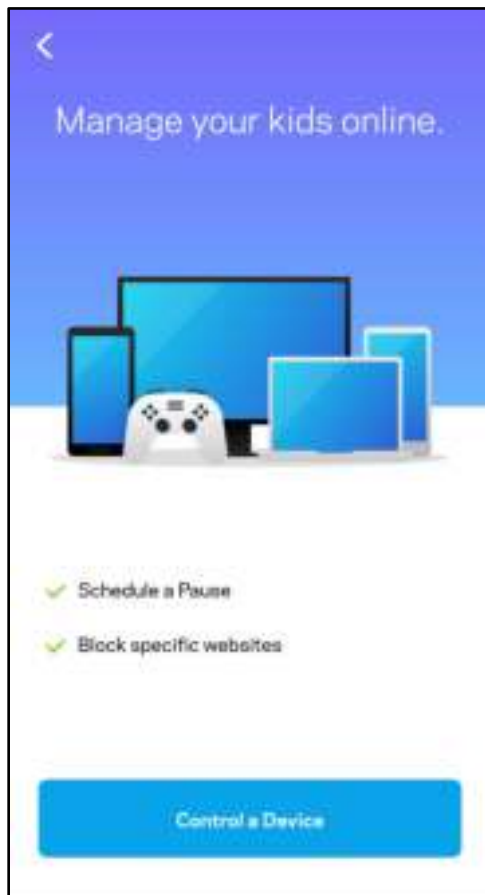 Manage your kids online.
Schedule a Pause
Block specific websites
Control a Device